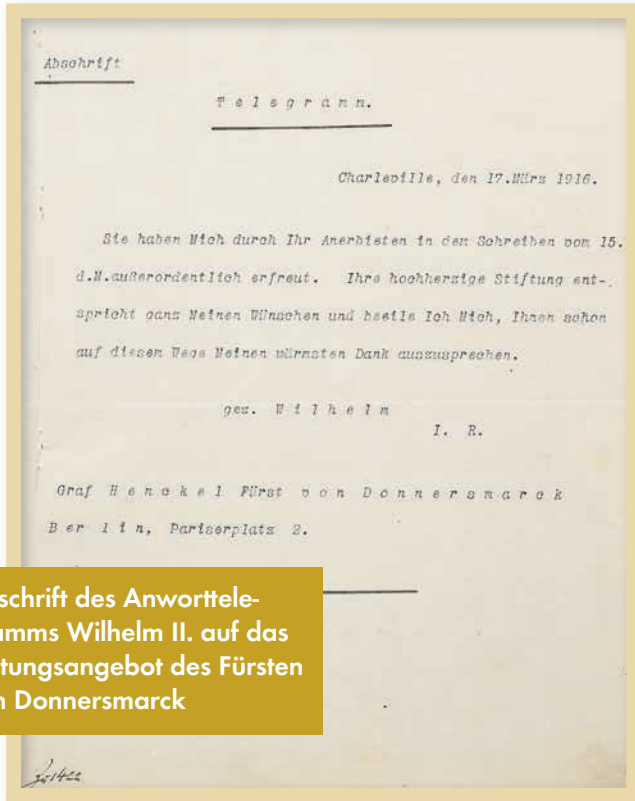 Abschrift
Telegramm.
Charleville, den 17.März 1916.
Sie haben Mich durch Ihr Anerbieten in dem Schreiben vom 15.
d.M.außerordentlich erfreut. Ihre hochherzige Stiftung ent-
spricht ganz Meinen Wünschen und beeile Ich Mich, Ihnen schon
auf diesem Wege Meinen wärmsten Dank auszusprechen.
gez. Wilhelm
I. R.
Graf Henckel Fürst von Donnersmarck
Berlin, Pariserplatz 2.
schrift des Anworttele-
amms Wilhelm II. auf das
tungsangebot des Fürsten
n Donnersmarck
1422